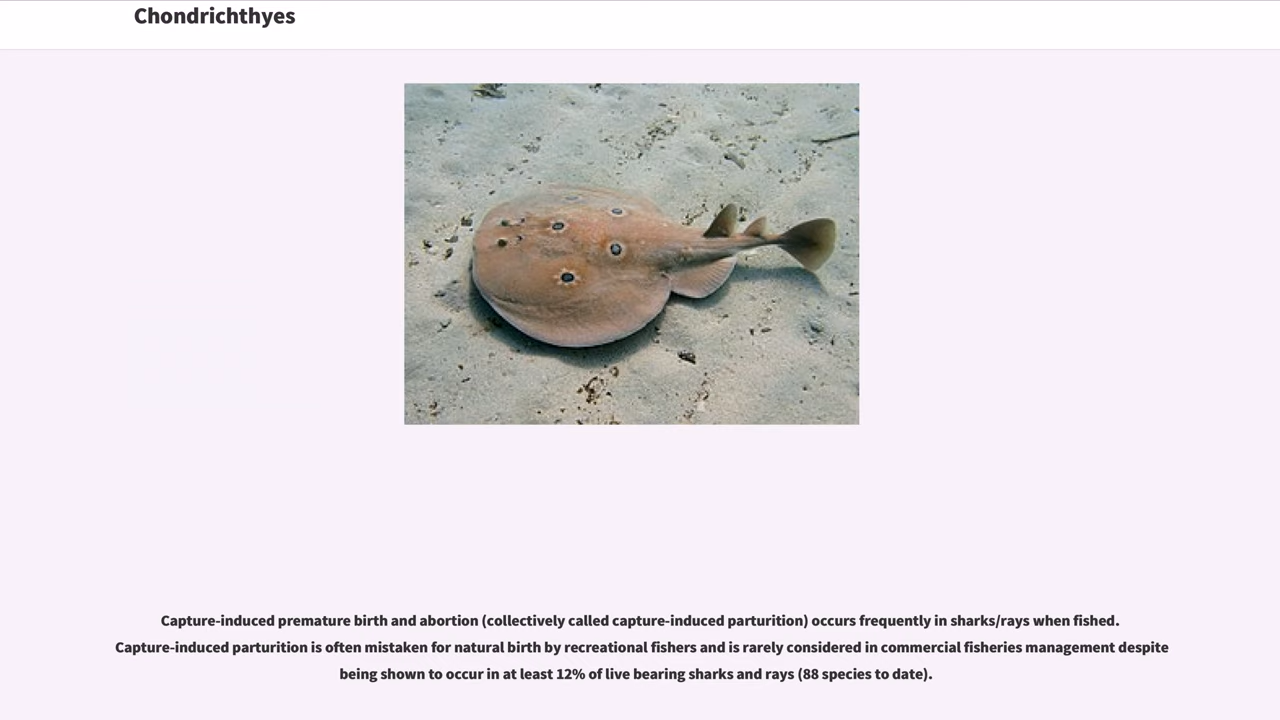 Chondrichthyes
Capture-induced premature birth and abortion (collectively called capture-induced parturition) occurs frequently in sharks/rays when fished.
Capture-induced parturition is often mistaken for natural birth by recreational fishers and is rarely considered in commercial fisheries management despite
being shown to occur in at least 12% of live bearing sharks and rays (88 species to date).